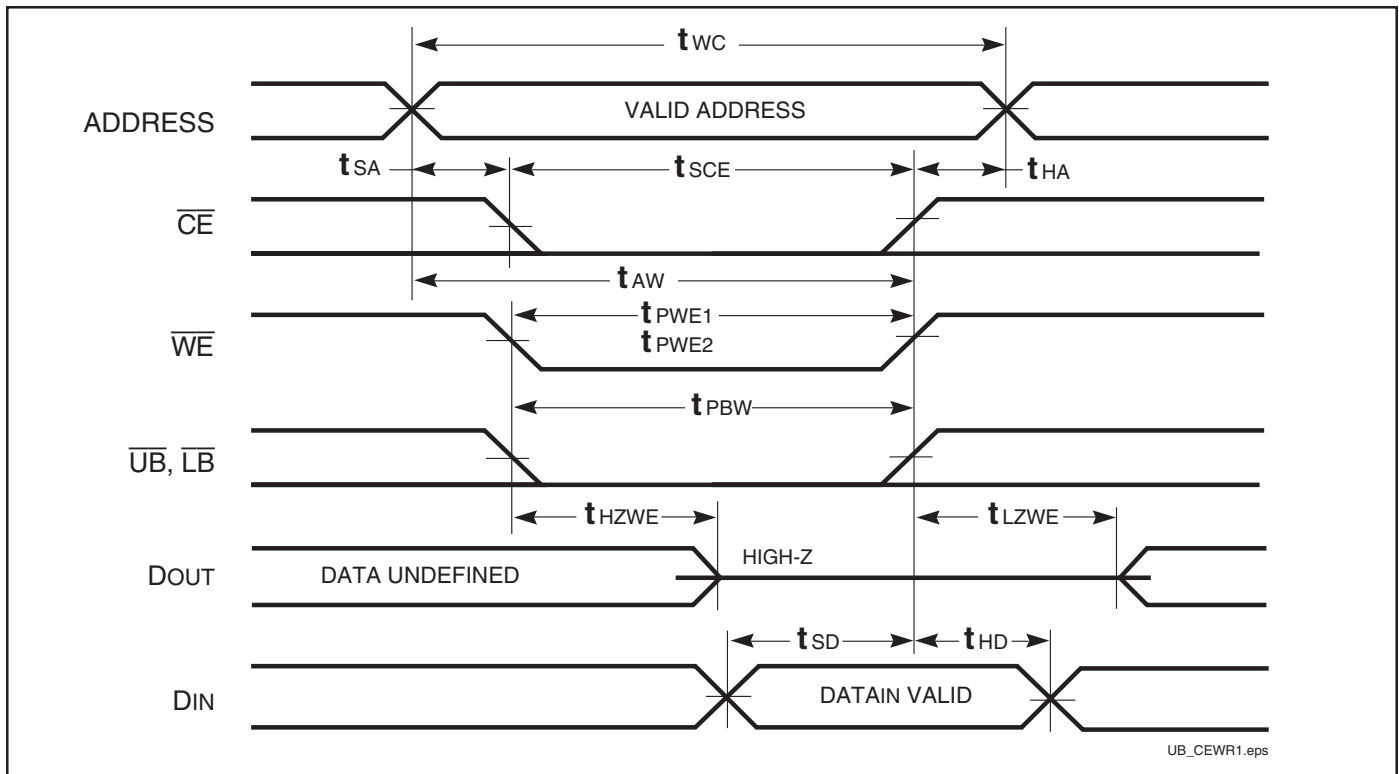 tWC
ADDRESS
VALID ADDRESS
tSA
tSCE
tHA
CE
tAW
WE
tPWE1
tPWE2
tPBW
UB, LB
tHZWE
tLZWE
DOUT
DATA UNDEFINED
HIGH-Z
tSD
tHD
DIN
DATAIN VALID
UB_CEWR1.eps